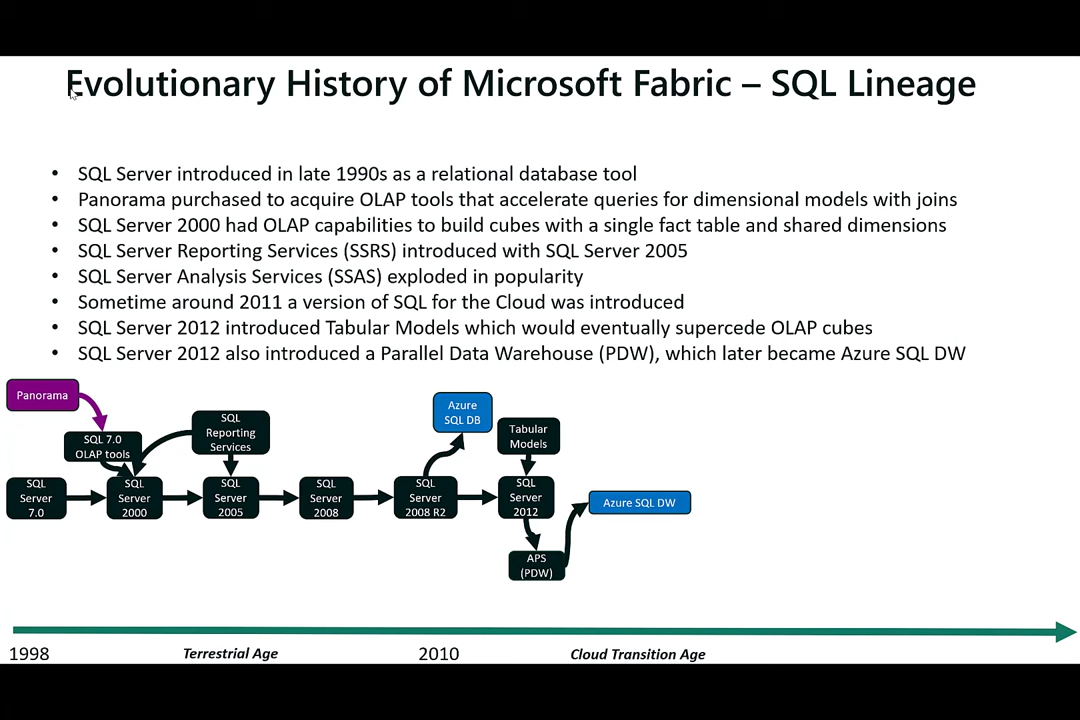 Evolutionary History of Microsoft Fabric – SQL Lineage
• SQL Server introduced in late 1990s as a relational database tool
• Panorama purchased to acquire OLAP tools that accelerate queries for dimensional models with joins
• SQL Server 2000 had OLAP capabilities to build cubes with a single fact table and shared dimensions
• SQL Server Reporting Services (SSRS) introduced with SQL Server 2005
• SQL Server Analysis Services (SSAS) exploded in popularity
• Sometime around 2011 a version of SQL for the Cloud was introduced
• SQL Server 2012 introduced Tabular Models which would eventually supercede OLAP cubes
• SQL Server 2012 also introduced a Parallel Data Warehouse (PDW), which later became Azure SQL DW
Panorama
SQL 7.0
OLAP tools
SQL
Reporting
Services
Azure
SQL DB
Tabular
Models
SQL
Server
7.0
SQL
Server
2000
SQL
Server
2005
SQL
Server
2008
SQL
Server
2008 R2
SQL
Server
2012
Azure SQL DW
APS
(PDW)
1998
Terrestrial Age
2010
Cloud Transition Age